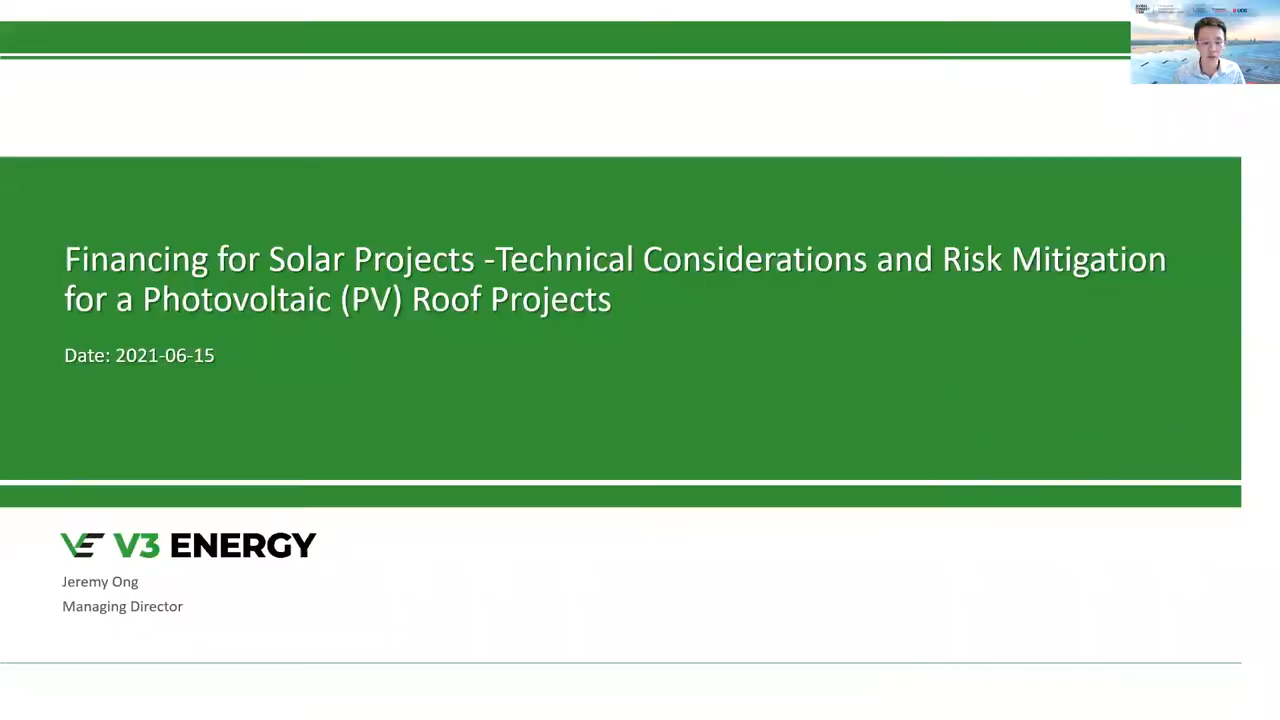 Financing for Solar Projects -Technical Considerations and Risk Mitigation
for a Photovoltaic (PV) Roof Projects
Date: 2021-06-15
V3 ENERGY
Jeremy Ong
Managing Director